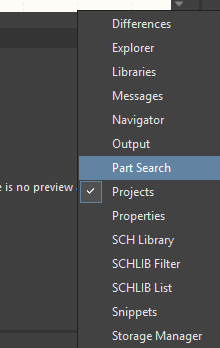 Differences
Explorer
Libraries
Messages
Navigator
Output
Part Search
e is no preview
Projects
Properties
SCH Library
SCHLIB Filter
SCHLIB List
Snippets
Storage Manager